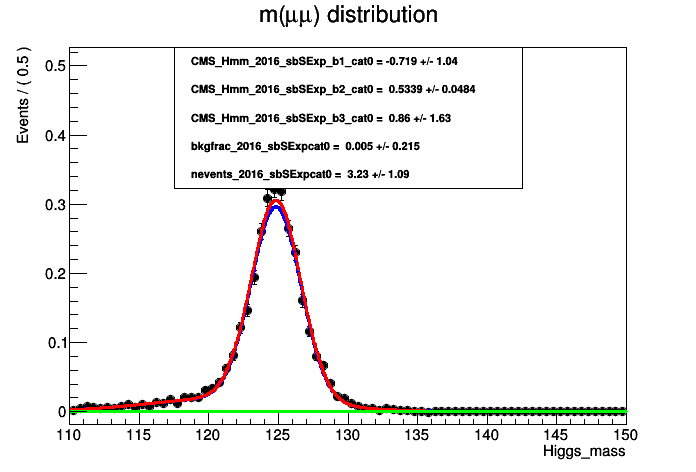 m(μμ) distribution
Events / ( 0.5 )
CMS_Hmm_2016_sbSExp_b1_cat0 = -0.719 +/- 1.04
CMS_Hmm_2016_sbSExp_b2_cat0 = 0.5339 +/- 0.0484
CMS_Hmm_2016_sbSExp_b3_cat0 = 0.86 +/- 1.63
bkgfrac_2016_sbSExpcat0 = 0.005 +/- 0.215
nevents_2016_sbSExpcat0 = 3.23 +/- 1.09
0.5
0.4
0.3
0.2
0.1
0
110 115 120 125 130 135 140 145 150
Higgs_mass